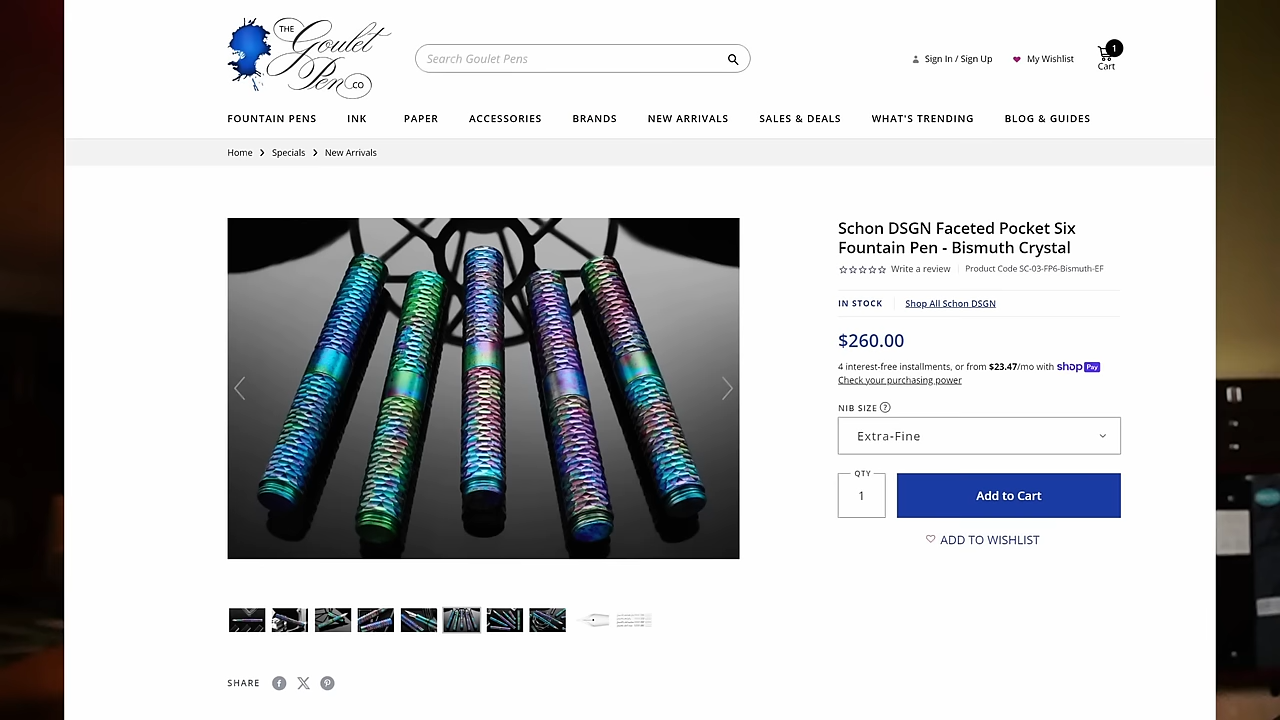 THE Goulet Pen CO
Search Goulet Pens
Sign In / Sign Up
My Wishlist
1
Cart
FOUNTAIN PENS INK PAPER ACCESSORIES BRANDS NEW ARRIVALS SALES & DEALS WHAT'S TRENDING BLOG & GUIDES
Home > Specials > New Arrivals
Schon DSGN Faceted Pocket Six
Fountain Pen - Bismuth Crystal
Write a review Product Code SC-03-FP6-Bismuth-EF
IN STOCK Shop All Schon DSGN
$260.00
4 interest-free installments, or from $23.47/mo with shop Pay
Check your purchasing power
NIB SIZE ?
Extra-Fine
QTY
1
Add to Cart
ADD TO WISHLIST
SHARE